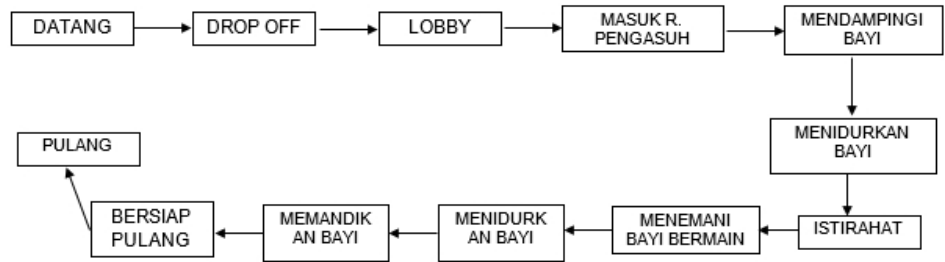 DATANG
DROP OFF
LOBBY
MASUK R.
PENGASUH
MENDAMPINGI
BAYI
MENIDURKAN
BAYI
ISTIRAHAT
MENEMANI
BAYI BERMAIN
MENIDURK
AN BAYI
MEMANDIK
AN BAYI
BERSIAP
PULANG
PULANG